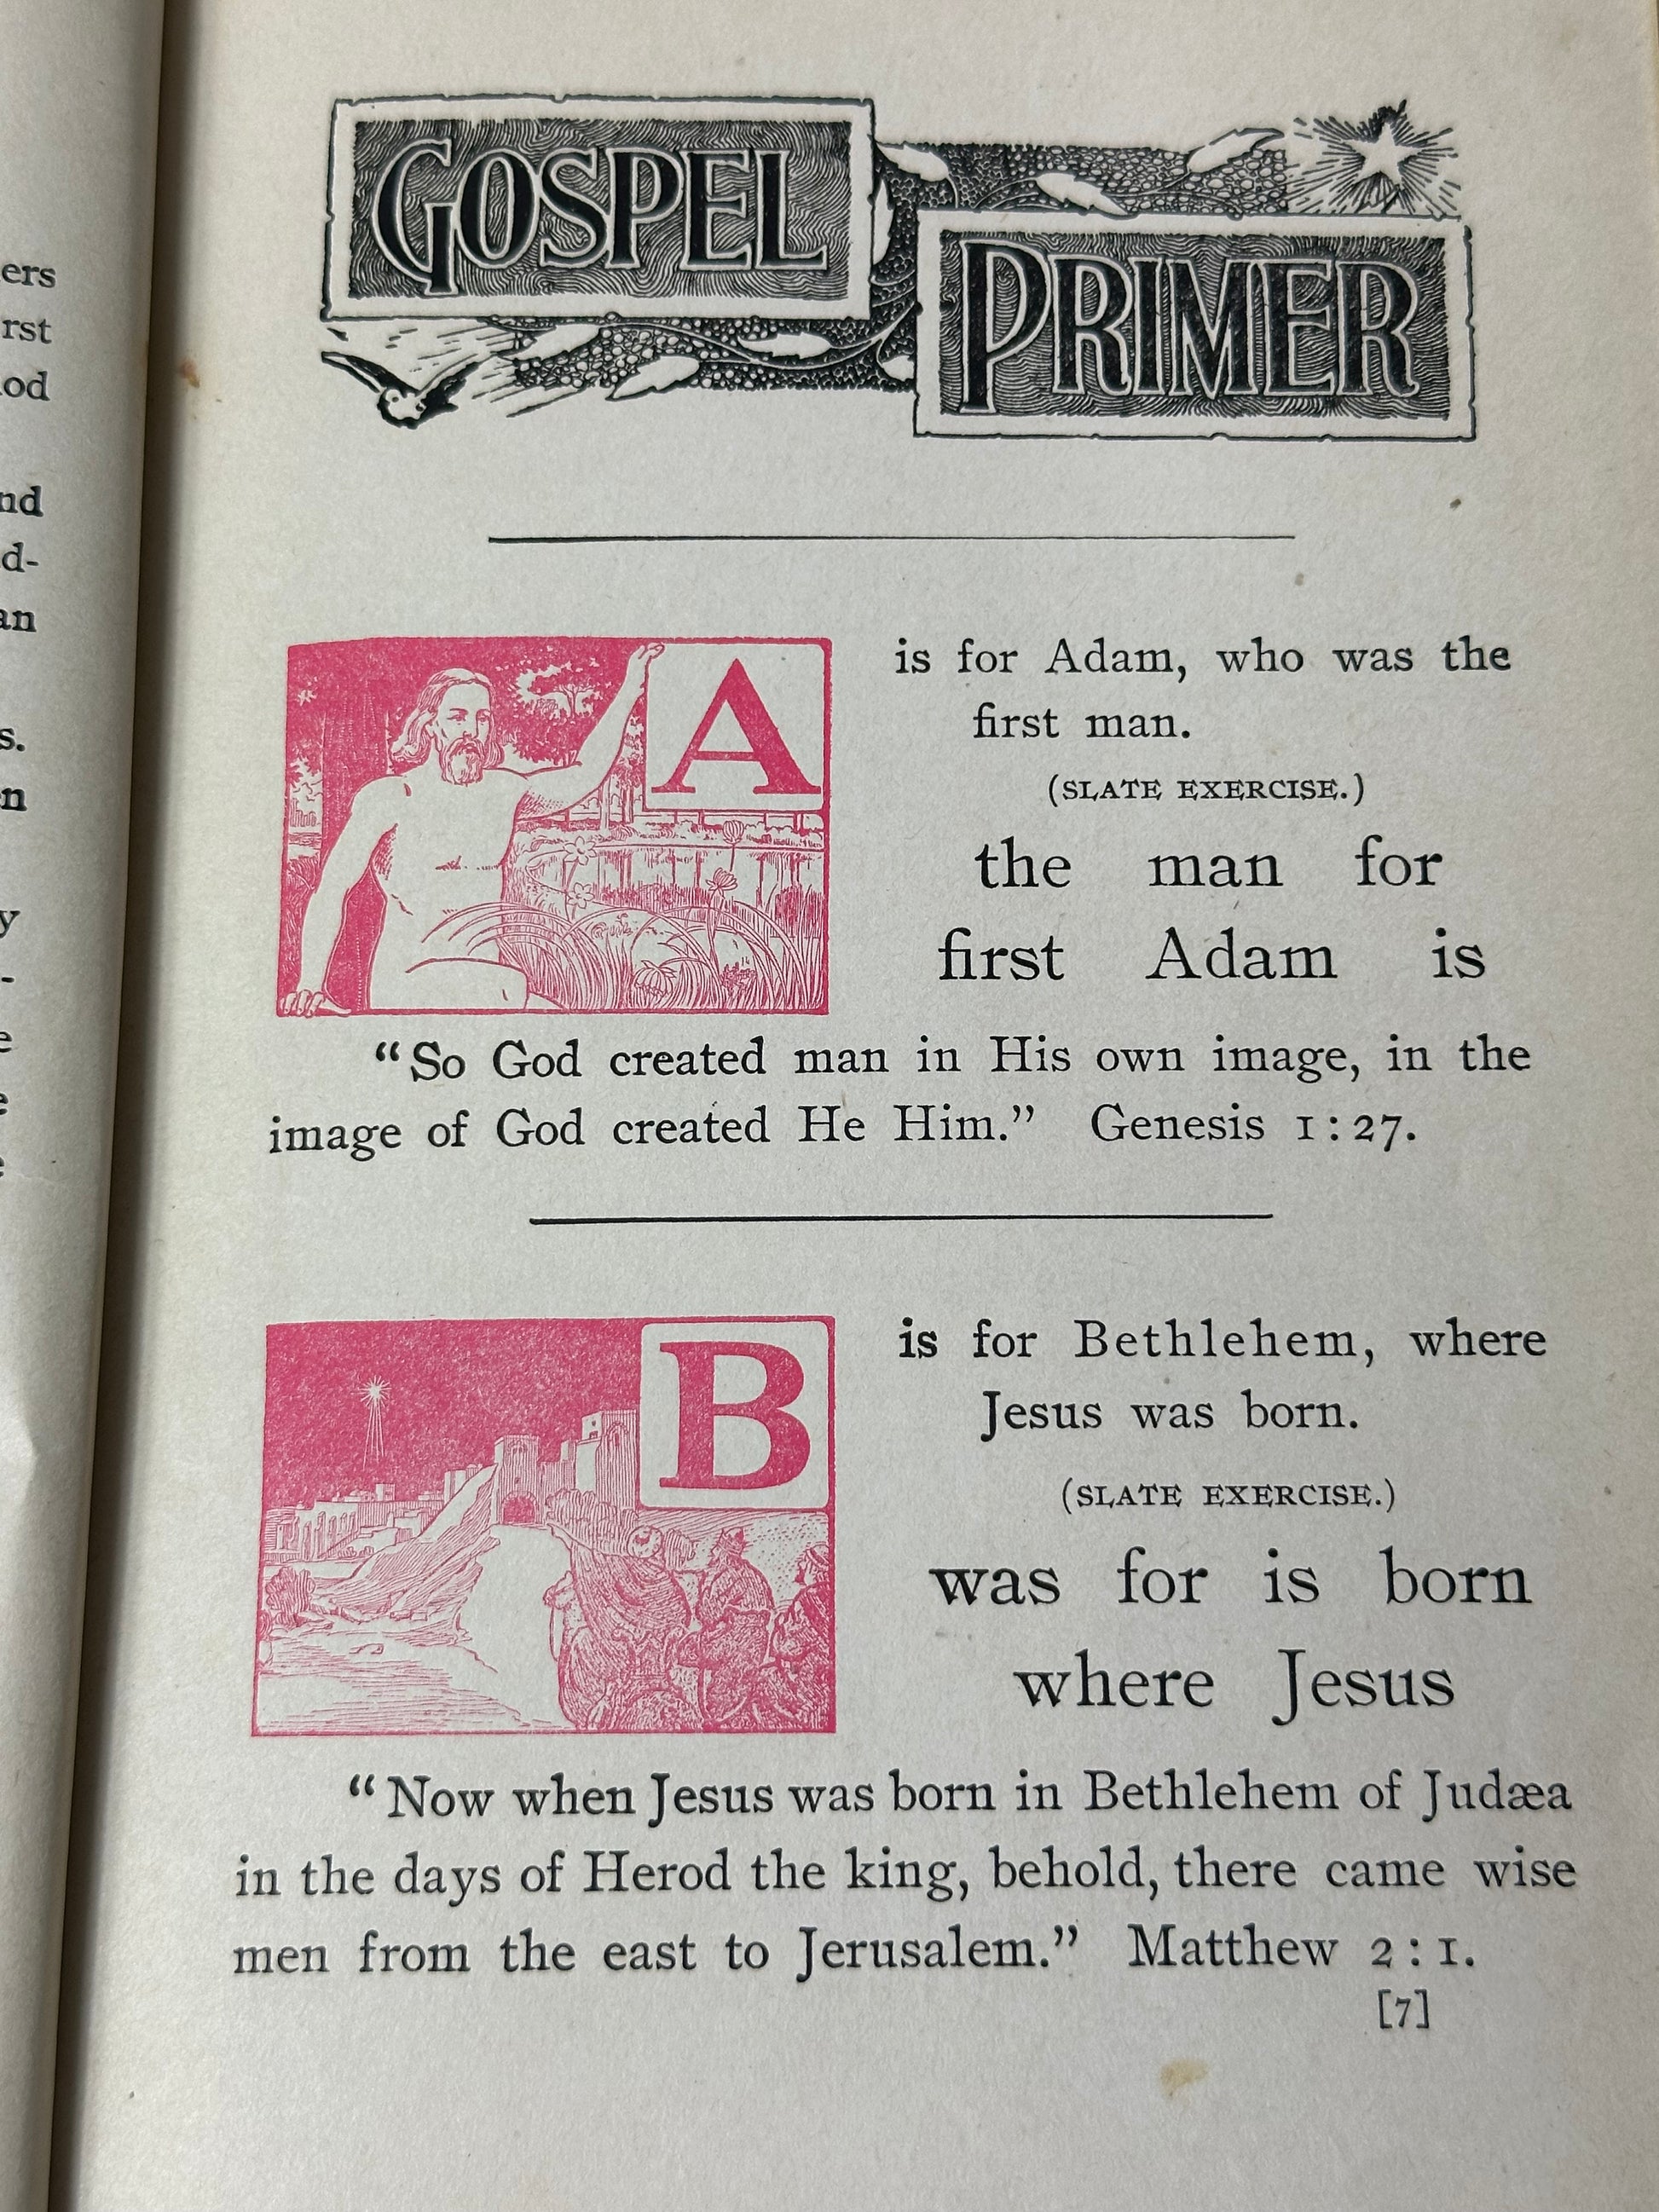 GOSPEL
PRIMER
A
is for Adam, who was the
first man.
(SLATE EXERCISE.)
the man for
first Adam is
“So God created man in His own image, in the
image of God created He Him.” Genesis 1:27.
B
is for Bethlehem, where
Jesus was born.
(SLATE EXERCISE.)
was for is born
where Jesus
“Now when Jesus was born in Bethlehem of Judæa
in the days of Herod the king, behold, there came wise
men from the east to Jerusalem.” Matthew 2:1.
[7]